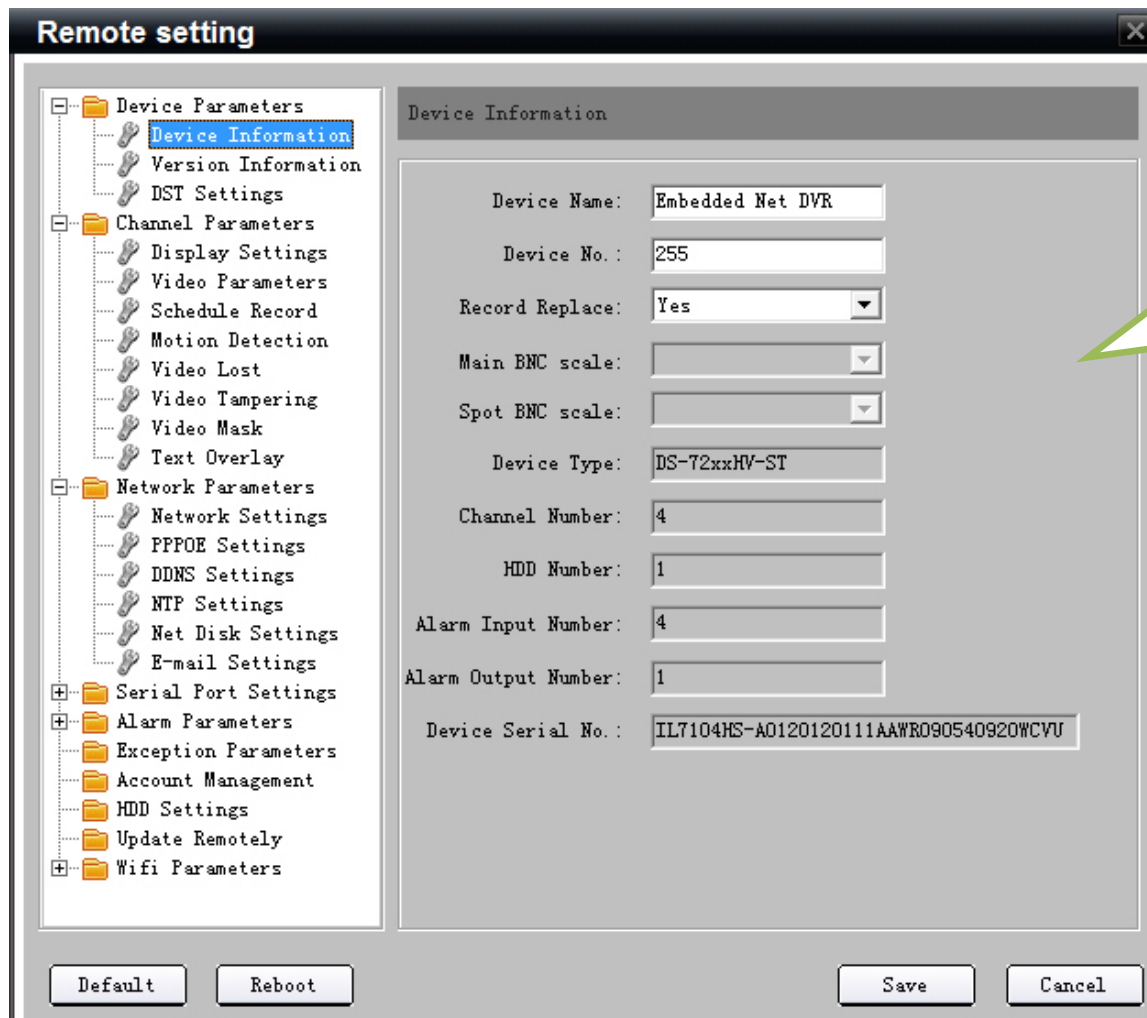 Remote setting
Device Parameters
Device Information
Version Information
DST Settings
Channel Parameters
Display Settings
Video Parameters
Schedule Record
Motion Detection
Video Lost
Video Tampering
Video Mask
Text Overlay
Network Parameters
Network Settings
PPPOE Settings
DDNS Settings
NTP Settings
Net Disk Settings
E-mail Settings
Serial Port Settings
Alarm Parameters
Exception Parameters
Account Management
HDD Settings
Update Remotely
Wifi Parameters
Device Information
Device Name: Embedded Net DVR
Device No.: 255
Record Replace: Yes
Main BNC scale:
Spot BNC scale:
Device Type: DS-72xxHV-ST
Channel Number: 4
HDD Number: 1
Alarm Input Number: 4
Alarm Output Number: 1
Device Serial No.: IL7104HS-A0120120111AAWR090540920WCVU
Default Reboot Save Cancel